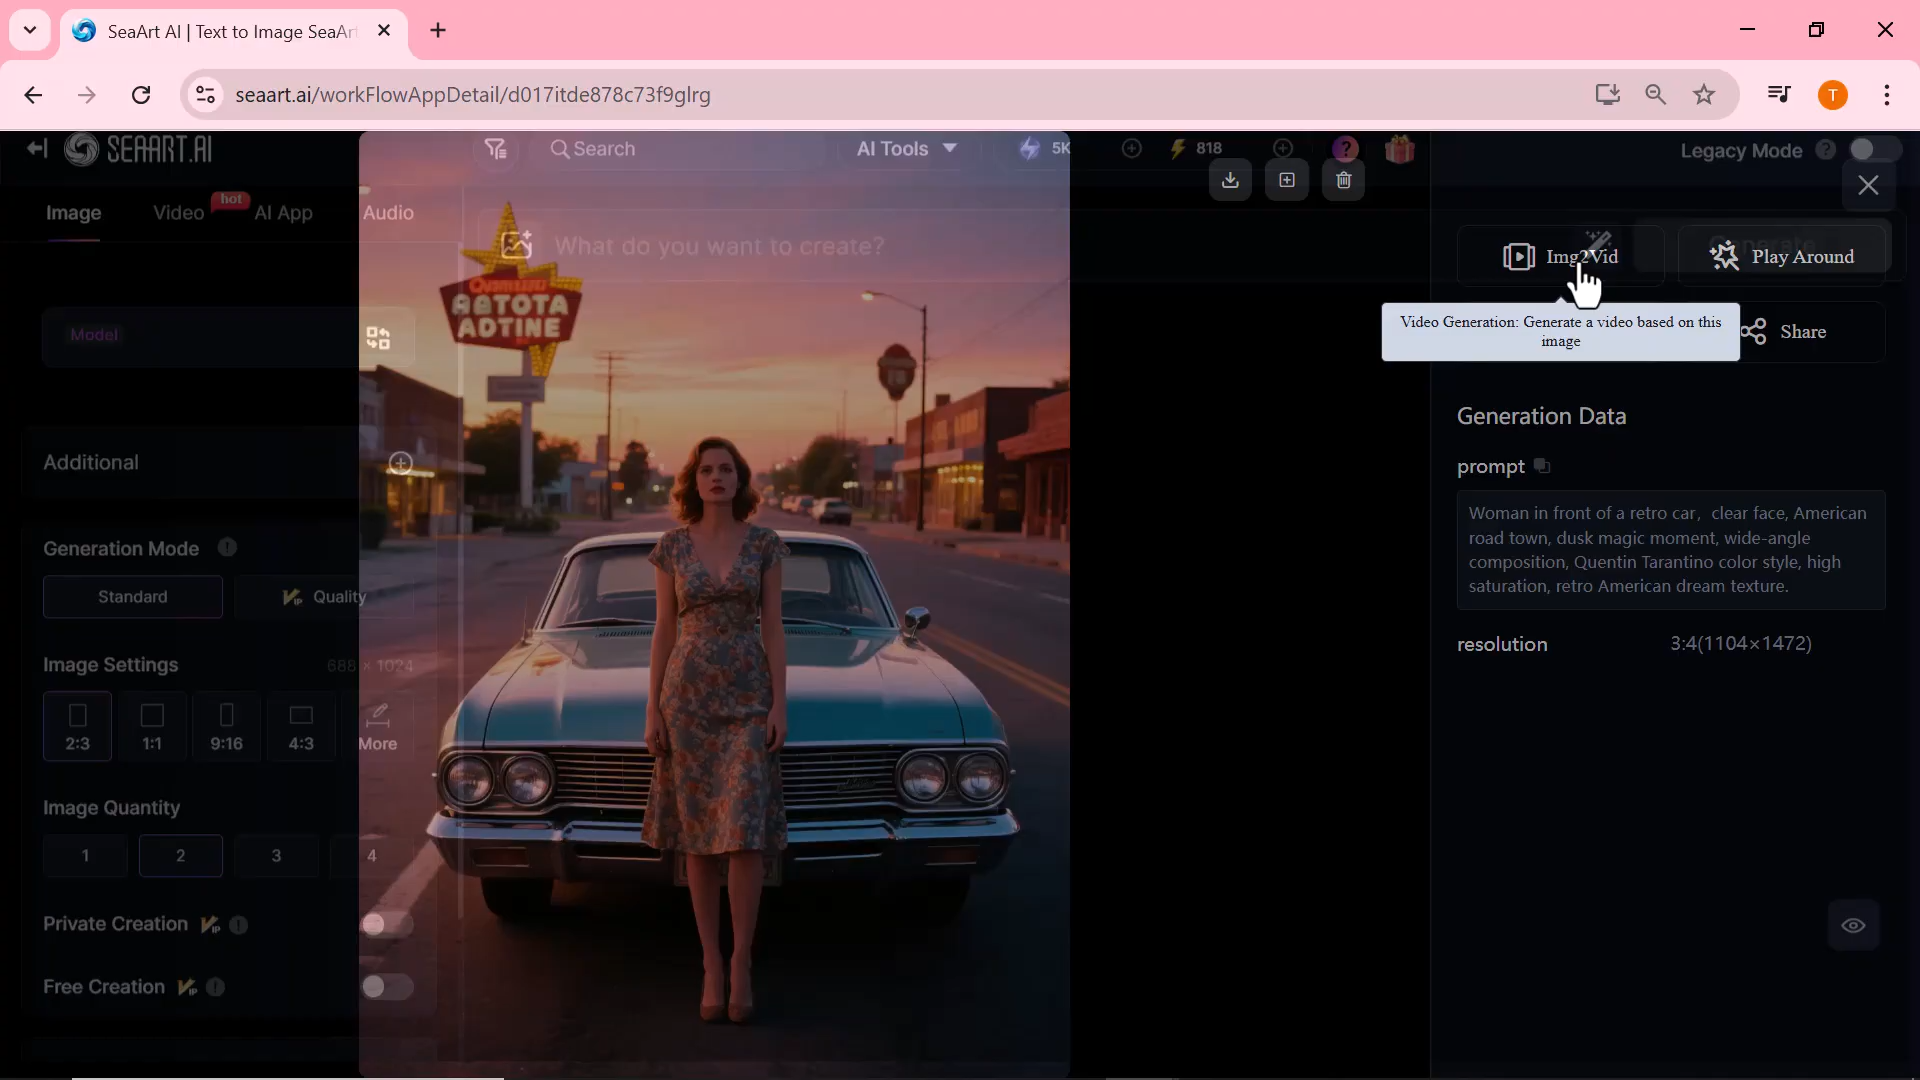 SeaArt AI | Text to Image SeaAr
seaart.ai/workFlowAppDetail/d017itde878c73f9glrg
T
SEAART.AI
Search
AI Tools
5K
818
?
Legacy Mode
?
Image
Video
hot
AI App
Audio
What do you want to create?
Img2Vid
Play Around
Video Generation: Generate a video based on this
image
Share
ADTINE
Model
Generation Data
prompt
Woman in front of a retro car, clear face, American
road town, dusk magic moment, wide-angle
composition, Quentin Tarantino color style, high
saturation, retro American dream texture.
resolution
3:4(1104×1472)
Additional
Generation Mode
Standard
Quality
Image Settings
688 × 1024
2:3
1:1
9:16
4:3
More
Image Quantity
1
2
3
4
Private Creation
Free Creation